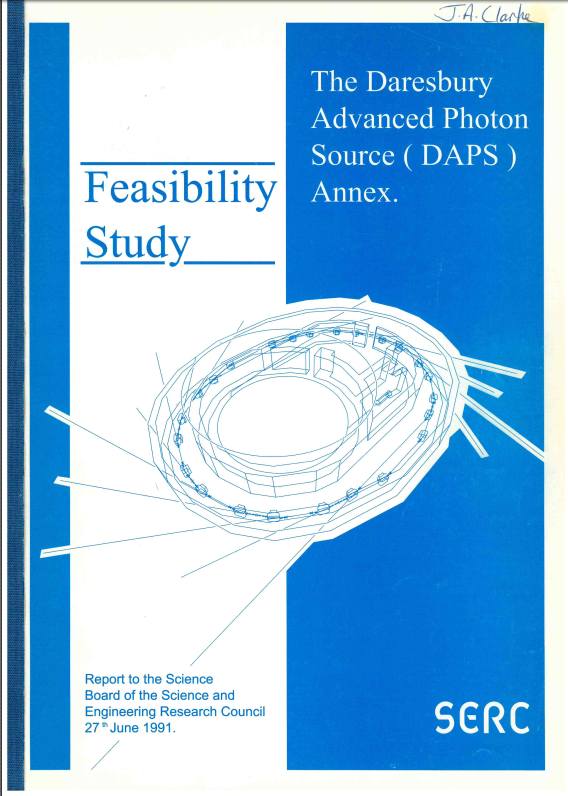 J.A. Clarke
The Daresbury
Advanced Photon
Source ( DAPS )
Annex.
Feasibility
Study
Report to the Science
Board of the Science and
Engineering Research Council
27th June 1991.
SERC